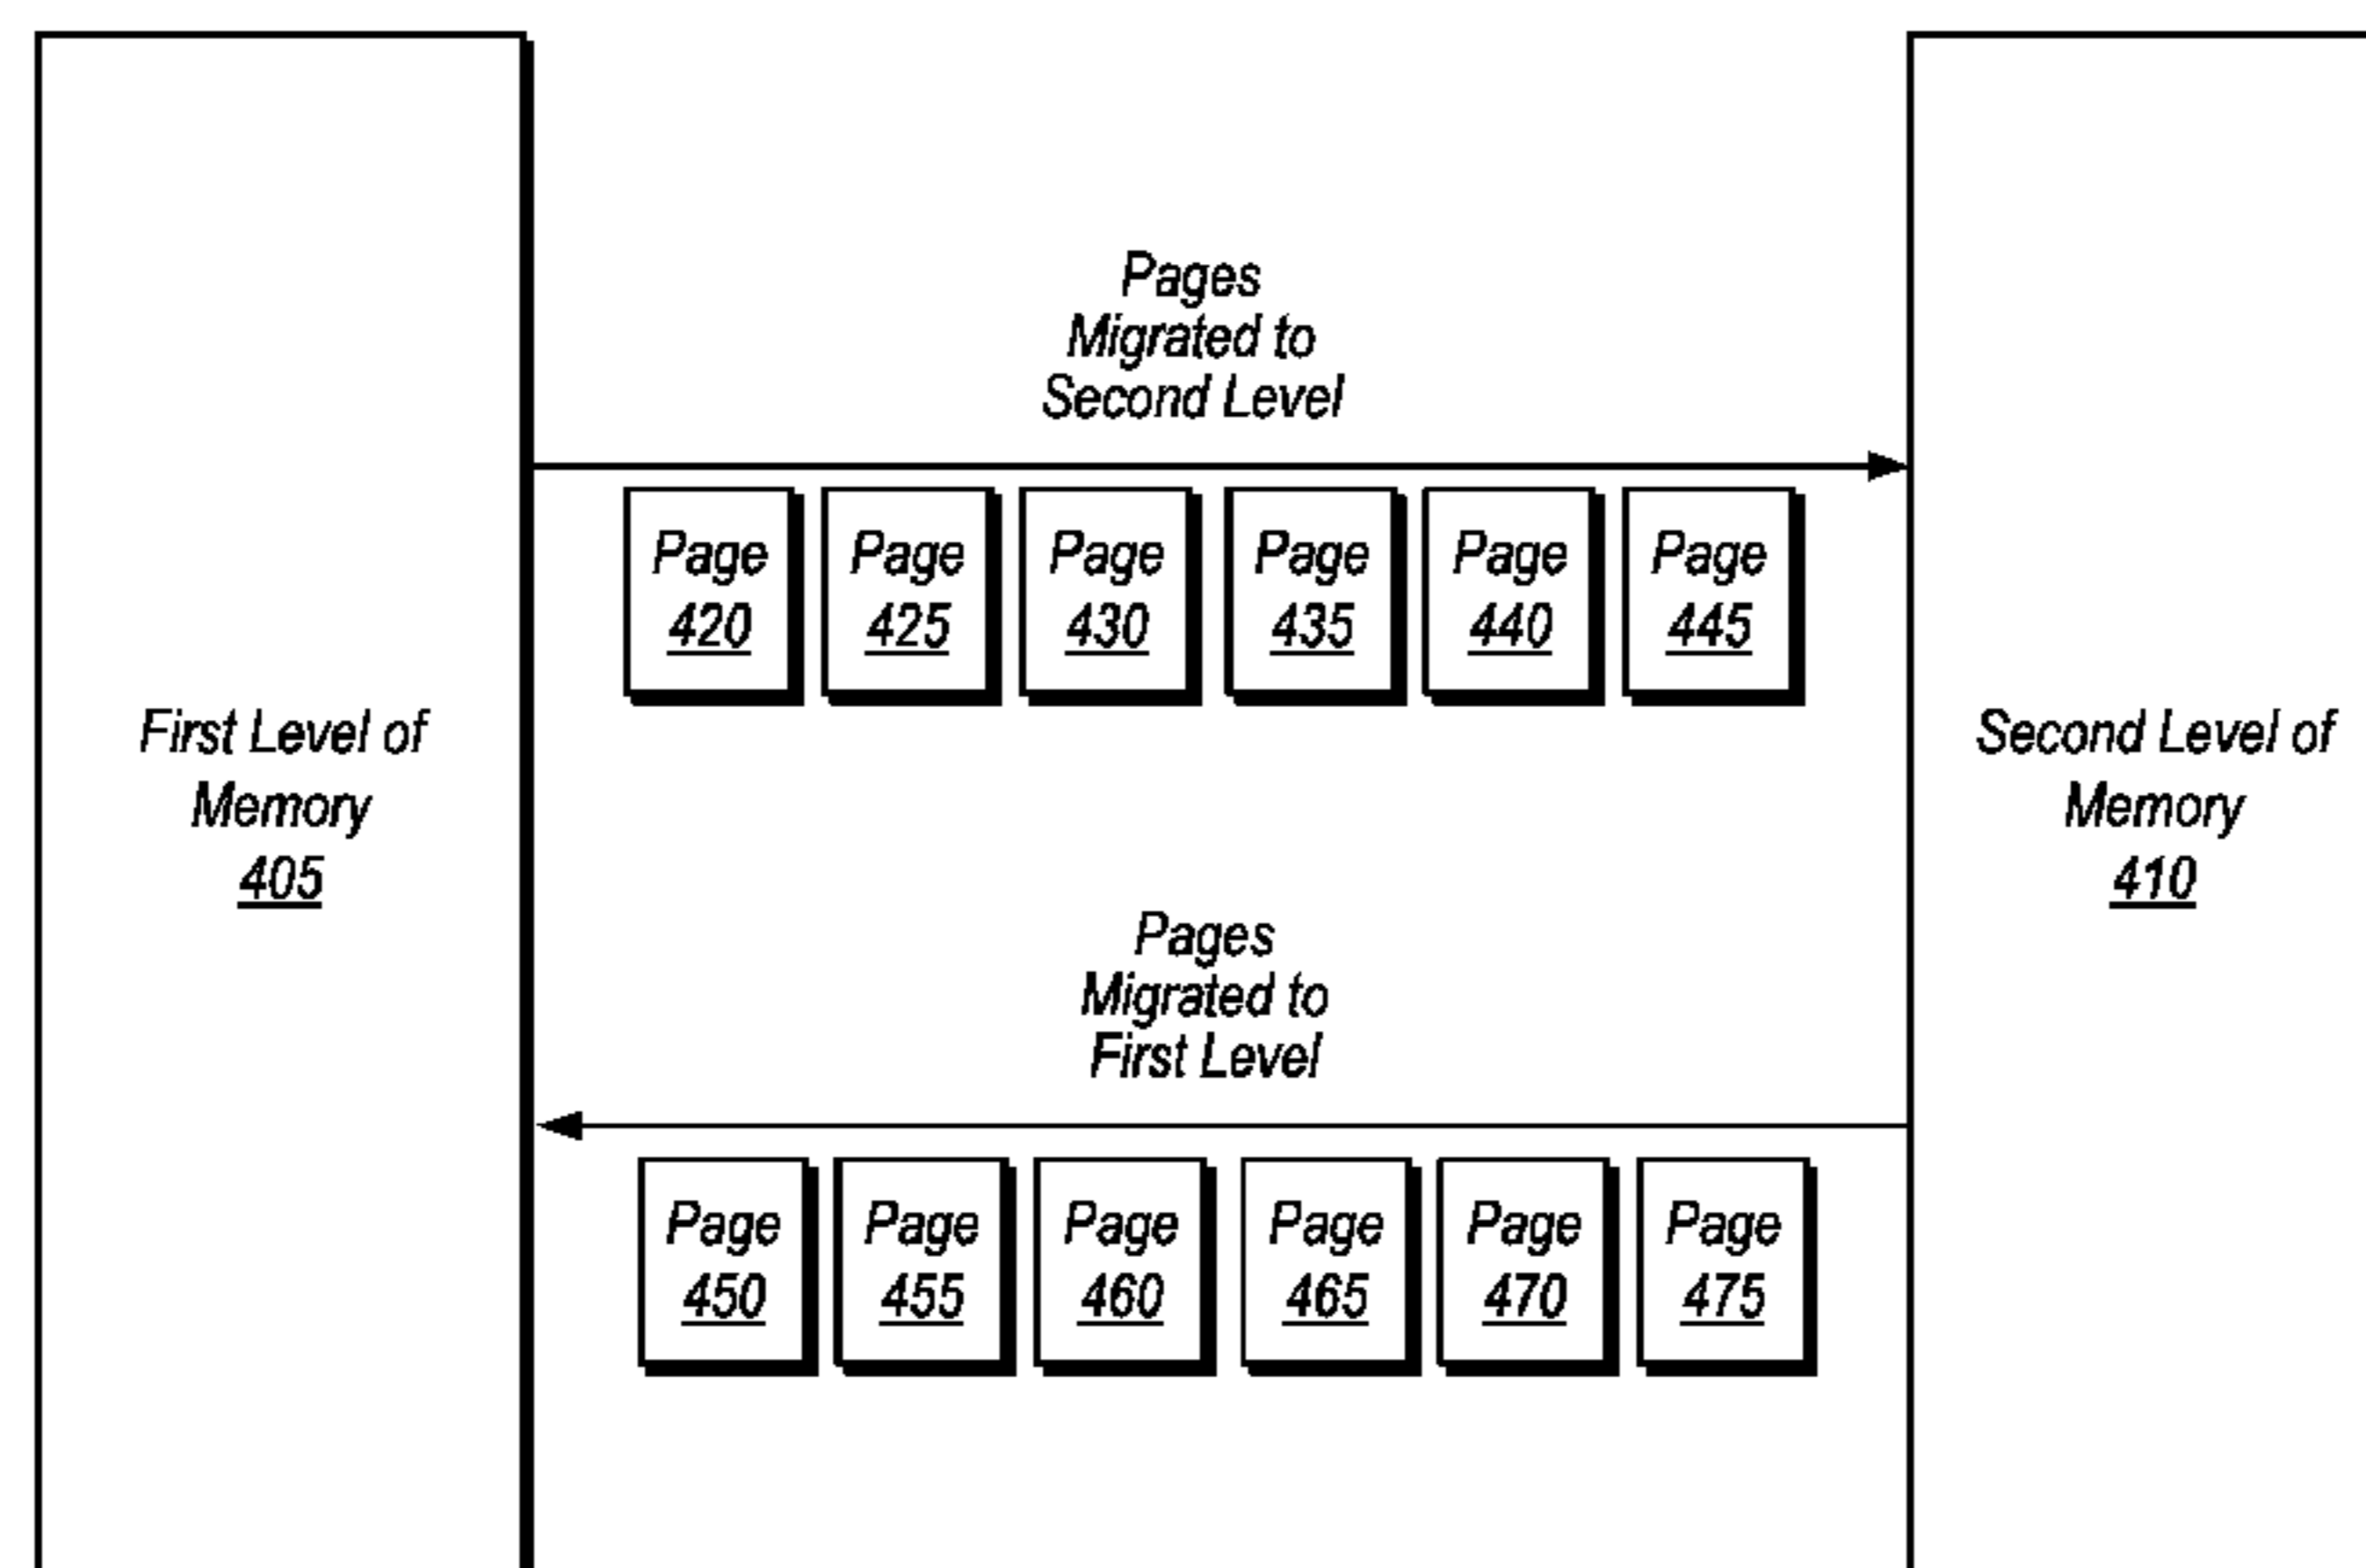 Pages
Migrated to
Second Level
Page Page Page Page Page Page
420 425 430 435 440 445
First Level of
Memory
405
Second Level of
Memory
410
Pages
Migrated to
First Level
Page Page Page Page Page Page
450 455 460 465 470 475